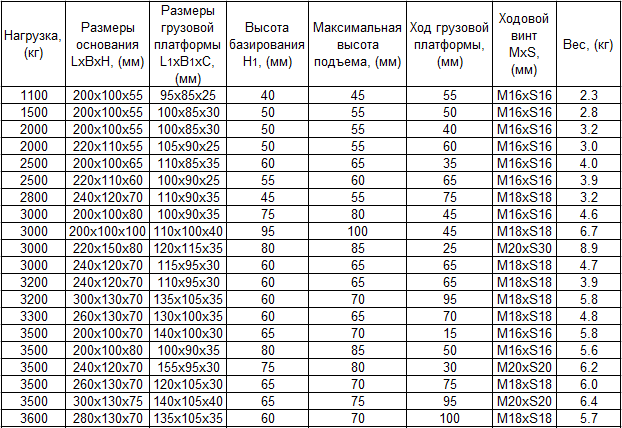 Нагрузка, (кг) Размеры основания LxBxH, (мм) Размеры грузовой платформы L1xB1xC, (мм) Высота базирования H1, (мм) Максимальная высота подъема, (мм) Ход грузовой платформы, (мм) Ходовой винт MxS, (мм) Вес, (кг)
1100 200x100x55 95x85x25 40 45 55 M16xS16 2.3
1500 200x100x55 100x85x30 50 55 50 M16xS16 2.8
2000 200x100x55 100x85x30 50 55 40 M16xS16 3.2
2000 220x110x55 105x90x25 50 55 60 M16xS16 3.0
2500 200x100x65 110x85x35 60 65 35 M16xS16 4.0
2500 220x110x60 100x90x25 55 60 65 M16xS16 3.9
2800 240x120x70 110x90x35 45 55 75 M18xS18 3.2
3000 200x100x80 100x90x35 75 80 45 M16xS16 4.6
3000 200x100x100 110x100x40 95 100 45 M18xS18 6.7
3000 220x150x80 120x115x35 80 85 25 M20xS30 8.9
3000 240x120x70 115x95x30 60 65 65 M18xS18 4.7
3200 240x120x70 110x95x30 60 65 65 M18xS18 3.9
3200 300x130x70 135x105x35 60 70 95 M18xS18 5.8
3300 260x130x70 130x100x35 60 65 70 M18xS18 4.8
3500 200x100x70 140x100x30 65 70 15 M16xS16 5.8
3500 200x100x80 100x90x35 80 85 50 M16xS16 5.6
3500 240x120x70 155x95x30 75 80 30 M20xS20 6.2
3500 260x130x70 120x105x30 65 70 75 M18xS18 6.0
3500 300x130x75 140x105x40 65 75 95 M20xS20 6.4
3600 280x130x70 135x105x35 60 70 100 M18xS18 5.7